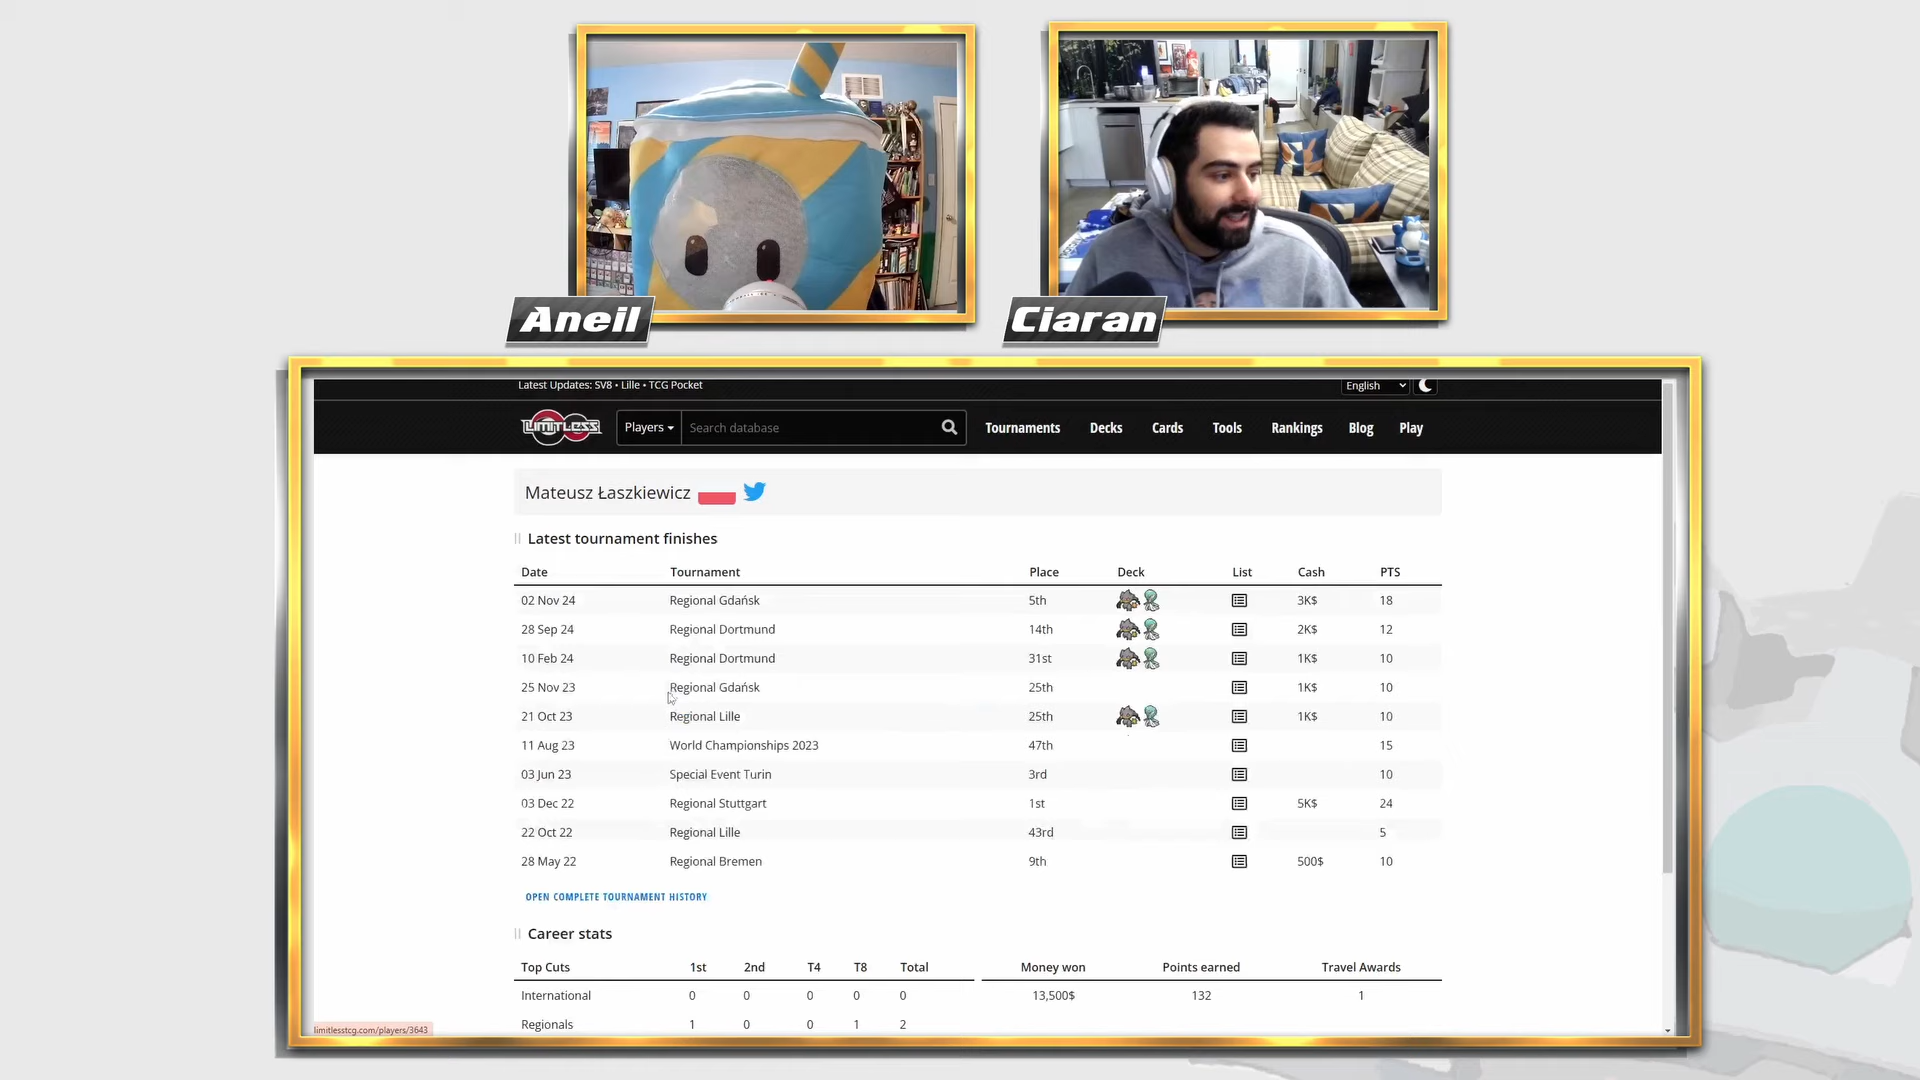 Aneil
Ciaran
Latest Updates: SV8 • Lille • TCG Pocket
English
LIMITLESS
Players
Search database
Tournaments
Decks
Cards
Tools
Rankings
Blog
Play
Mateusz Łaszkiewicz
Latest tournament finishes
Date Tournament Place Deck List Cash PTS
02 Nov 24 Regional Gdańsk 5th 3K$ 18
28 Sep 24 Regional Dortmund 14th 2K$ 12
10 Feb 24 Regional Dortmund 31st 1K$ 10
25 Nov 23 Regional Gdańsk 25th 1K$ 10
21 Oct 23 Regional Lille 25th 1K$ 10
11 Aug 23 World Championships 2023 47th 15
03 Jun 23 Special Event Turin 3rd 10
03 Dec 22 Regional Stuttgart 1st 5K$ 24
22 Oct 22 Regional Lille 43rd 5
28 May 22 Regional Bremen 9th 500$ 10
OPEN COMPLETE TOURNAMENT HISTORY
Career stats
Top Cuts 1st 2nd T4 T8 Total Money won Points earned Travel Awards
International 0 0 0 0 0 13,500$ 132 1
Regionals 1 0 0 1 2
limitlesstcg.com/players/3643